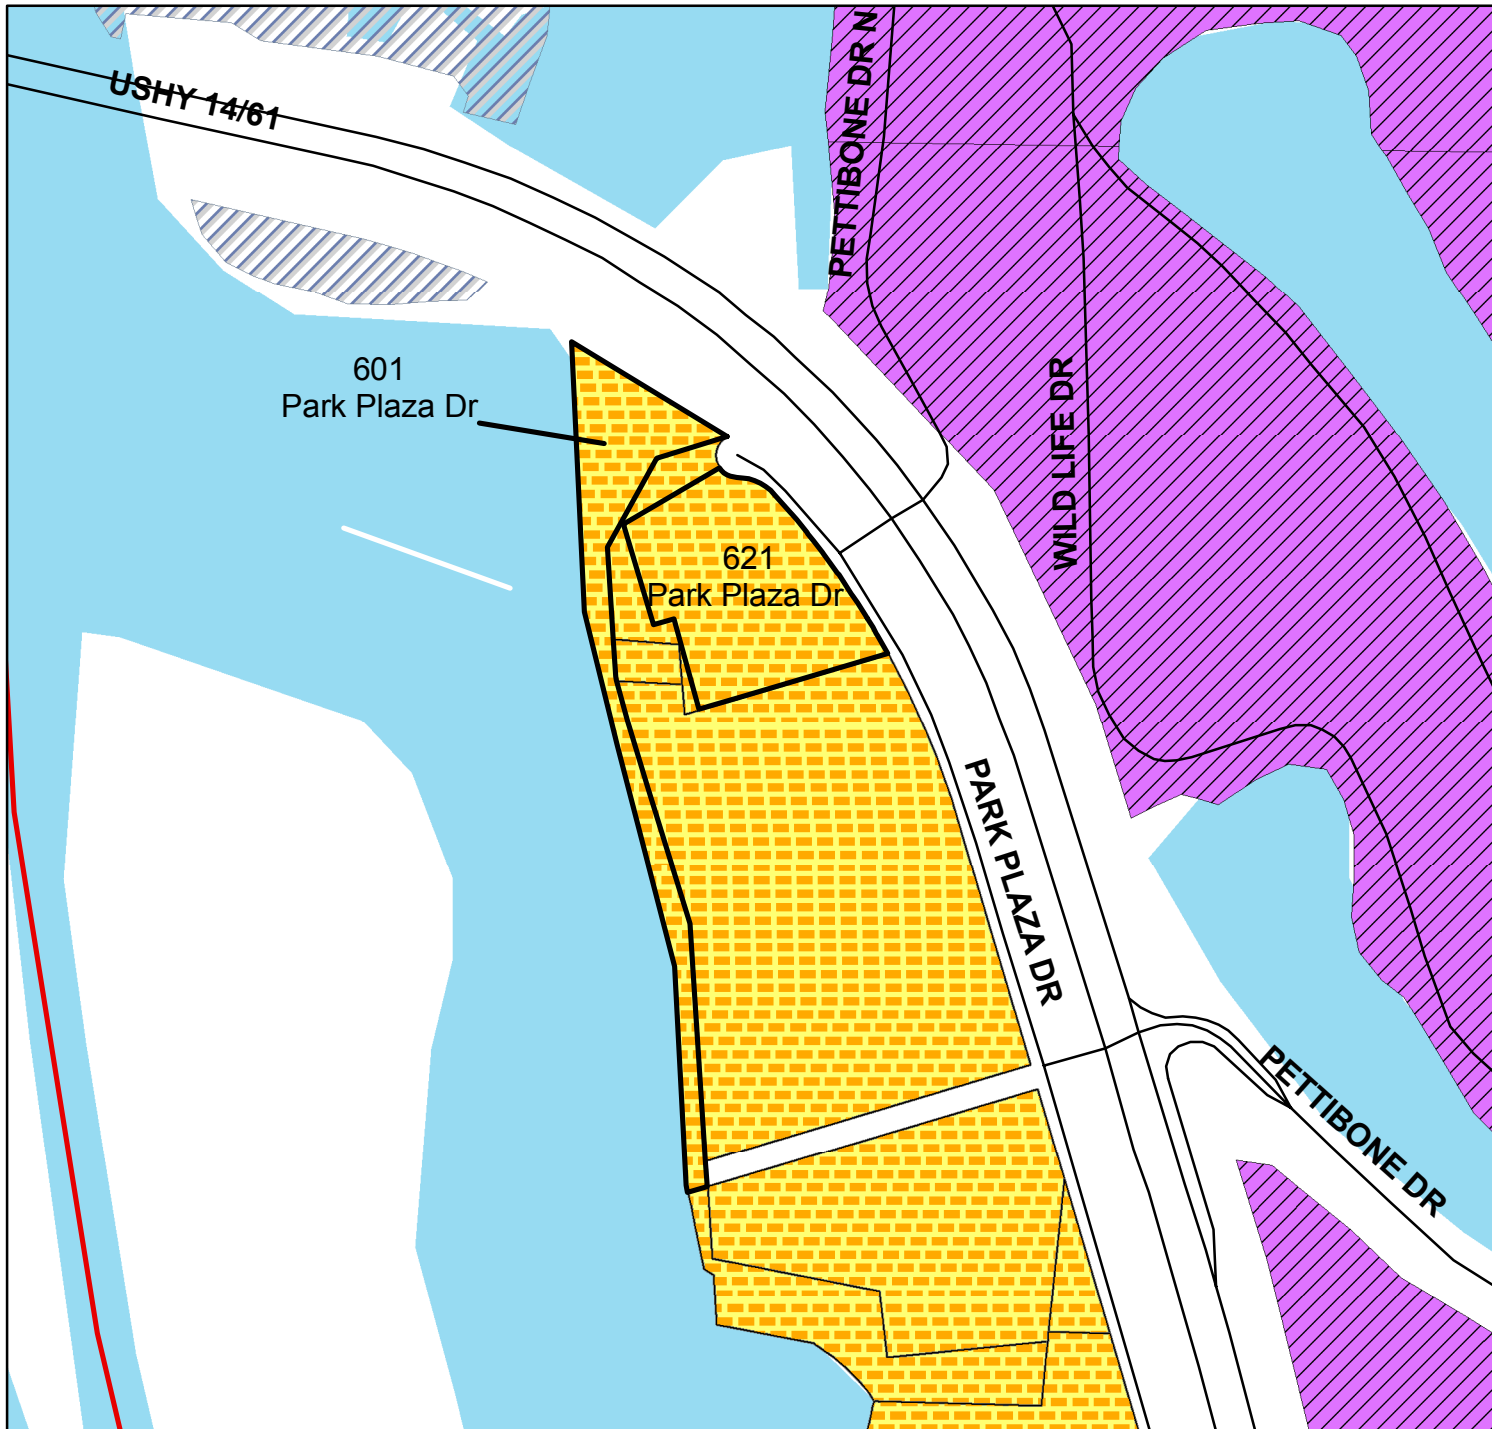 USHY 14/61
PETTIBONE DR N
601
Park Plaza Dr
WILD LIFE DR
621
Park Plaza Dr
PARK PLAZA DR
PETTIBONE DR